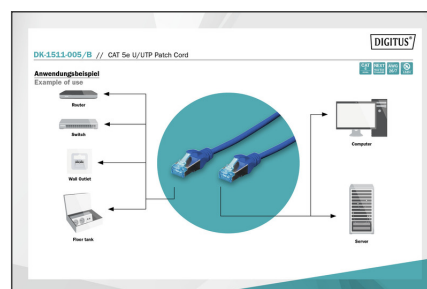 DIGITUS®
DK-1511-005/B // CAT 5e U/UTP Patch Cord
Anwendungsbeispiel
Example of use
Router
Switch
Wall Outlet
Floor tank
Computer
Server